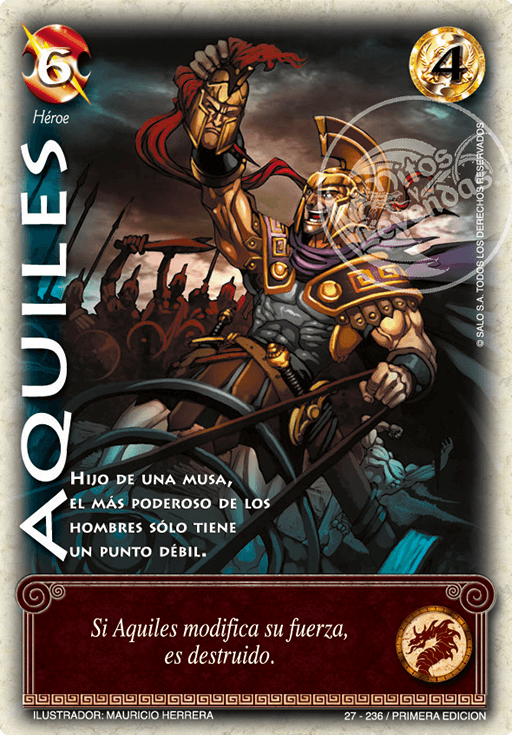 6
4
Héroe
AQUILES
Mitos
Leyendas
© SALO S.A. TODOS LOS DERECHOS RESERVADOS
HIJO DE UNA MUSA,
EL MÁS PODEROSO DE LOS
HOMBRES SÓLO TIENE
UN PUNTO DÉBIL.
Si Aquiles modifica su fuerza,
es destruido.
ILUSTRADOR: MAURICIO HERRERA
27 - 236 / PRIMERA EDICION